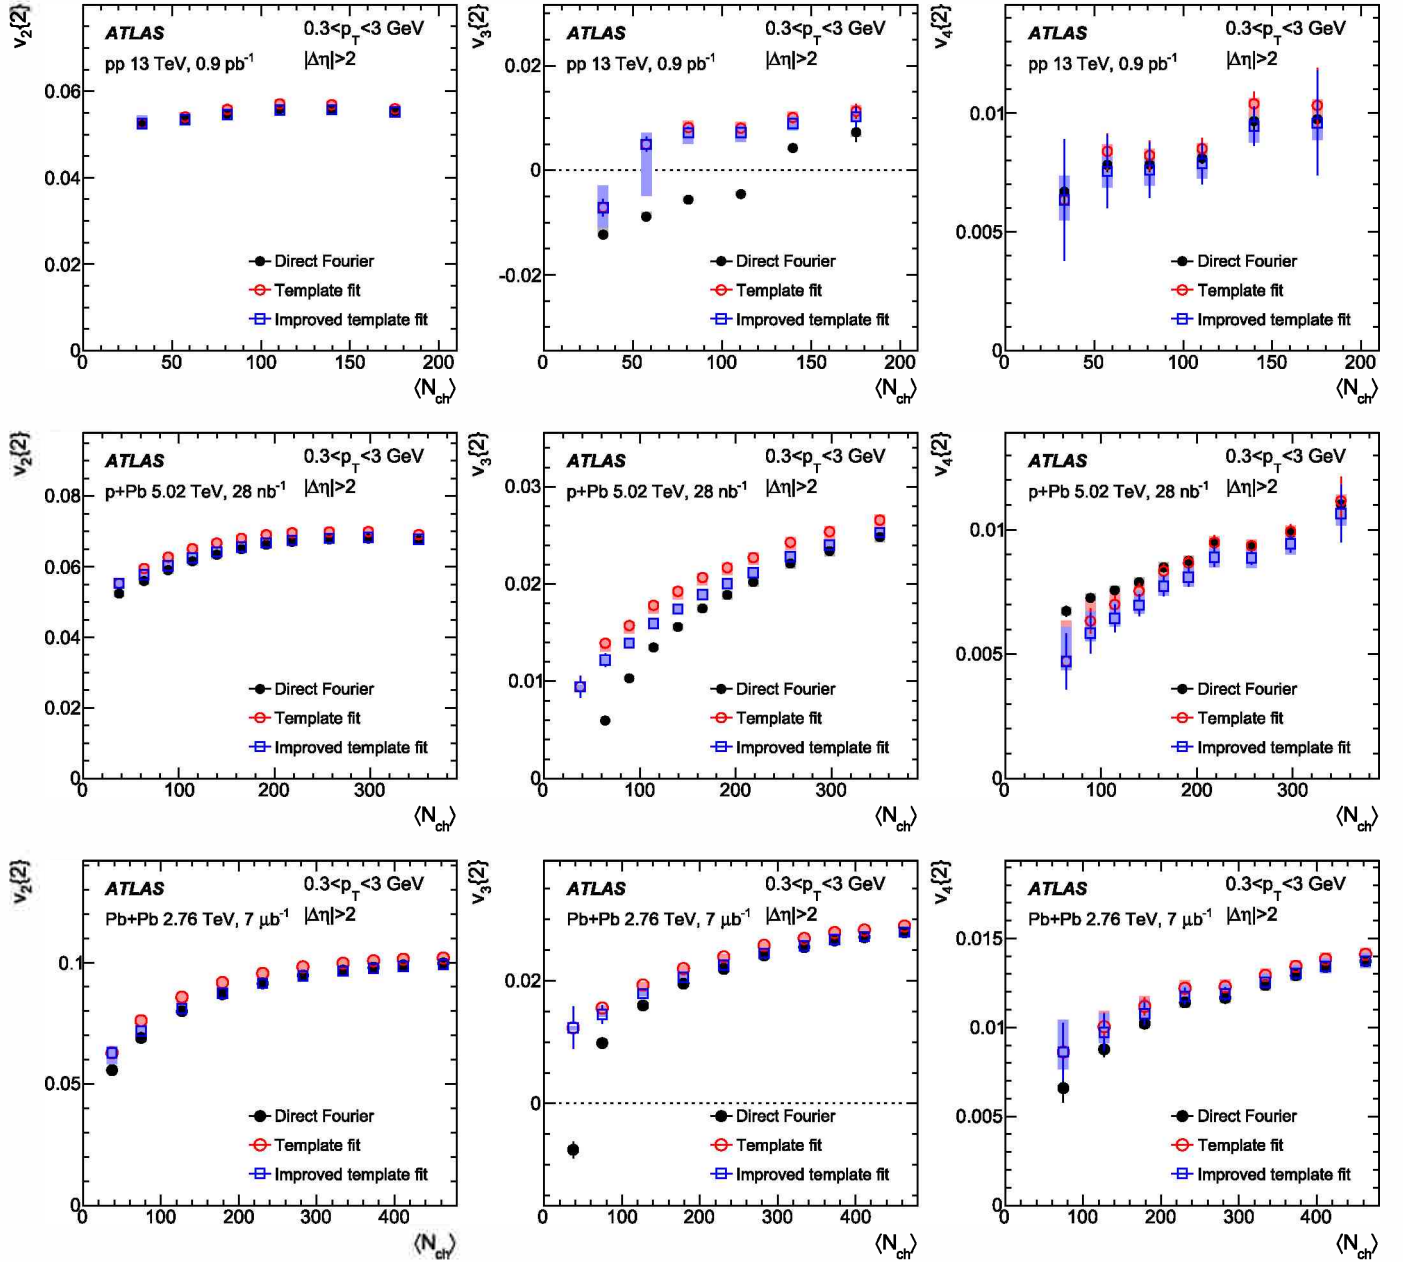 v2{2}
ATLAS
0.3<pT<3 GeV
pp 13 TeV, 0.9 pb-1
|Δη|>2
0.06
0.04
0.02
0
Direct Fourier
Template fit
Improved template fit
0 50 100 150 200
⟨Nch⟩
v3{2}
ATLAS
0.3<pT<3 GeV
pp 13 TeV, 0.9 pb-1
|Δη|>2
0.02
0
-0.02
Direct Fourier
Template fit
Improved template fit
0 50 100 150 200
⟨Nch⟩
v4{2}
ATLAS
0.3<pT<3 GeV
pp 13 TeV, 0.9 pb-1
|Δη|>2
0.01
0.005
0
Direct Fourier
Template fit
Improved template fit
0 50 100 150 200
⟨Nch⟩
v2{2}
ATLAS
0.3<pT<3 GeV
p+Pb 5.02 TeV, 28 nb-1
|Δη|>2
0.08
0.06
0.04
0.02
0
Direct Fourier
Template fit
Improved template fit
0 100 200 300
⟨Nch⟩
v3{2}
ATLAS
0.3<pT<3 GeV
p+Pb 5.02 TeV, 28 nb-1
|Δη|>2
0.03
0.02
0.01
0
Direct Fourier
Template fit
Improved template fit
0 100 200 300
⟨Nch⟩
v4{2}
ATLAS
0.3<pT<3 GeV
p+Pb 5.02 TeV, 28 nb-1
|Δη|>2
0.01
0.005
0
Direct Fourier
Template fit
Improved template fit
0 100 200 300
⟨Nch⟩
v2{2}
ATLAS
0.3<pT<3 GeV
Pb+Pb 2.76 TeV, 7 μb-1
|Δη|>2
0.1
0.05
0
Direct Fourier
Template fit
Improved template fit
0 100 200 300 400
⟨Nch⟩
v3{2}
ATLAS
0.3<pT<3 GeV
Pb+Pb 2.76 TeV, 7 μb-1
|Δη|>2
0.02
0
Direct Fourier
Template fit
Improved template fit
0 100 200 300 400
⟨Nch⟩
v4{2}
ATLAS
0.3<pT<3 GeV
Pb+Pb 2.76 TeV, 7 μb-1
|Δη|>2
0.015
0.01
0.005
0
Direct Fourier
Template fit
Improved template fit
0 100 200 300 400
⟨Nch⟩